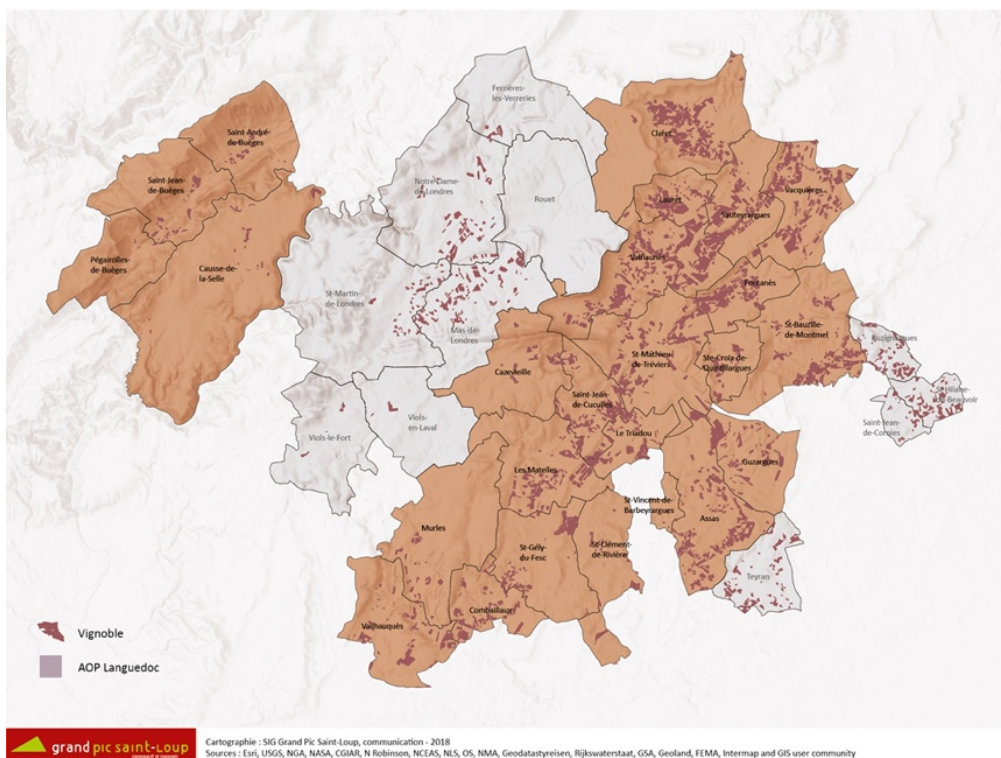 Ferrières-
les-Verreries
Saint-André-
de-Buèges
Claret
Saint-Jean-
de-Buèges
Notre-Dame-
de-Londres
Vacquières
Rouet
Lauret
Sauteyrargues
Pégairolles-
de-Buèges
Causse-de-
la-Selle
Valflaunès
Fontanès
St-Martin-
de-Londres
Mas-de-
Londres
St-Bauzille-
de-Montmel
Buzignargues
St-Mathieu-
de-Tréviers
Ste-Croix-de-
Quintillargues
Cazevieille
St-Hilaire-
de-Beauvoir
Saint-Jean-
de-Cuculles
Saint-Jean-
de-Cornies
Viols-
en-Laval
Viols-le-Fort
Le Triadou
Guzargues
Les Matelles
St-Vincent-de-
Barbeyrargues
Assas
Murles
St-Gély-
du-Fesc
St-Clément-
de-Rivière
Teyran
Combaillaux
Vailhauquès
Vignoble
AOP Languedoc
grand pic saint-Loup
Cartographie : SIG Grand Pic Saint-Loup, communication - 2018
Sources : Esri, USGS, NGA, NASA, CGIAR, N Robinson, NCEAS, NLS, OS, NMA, Geodatastyreisen, Rijkswaterstaat, GSA, Geoland, FEMA, Intermap and GIS user community